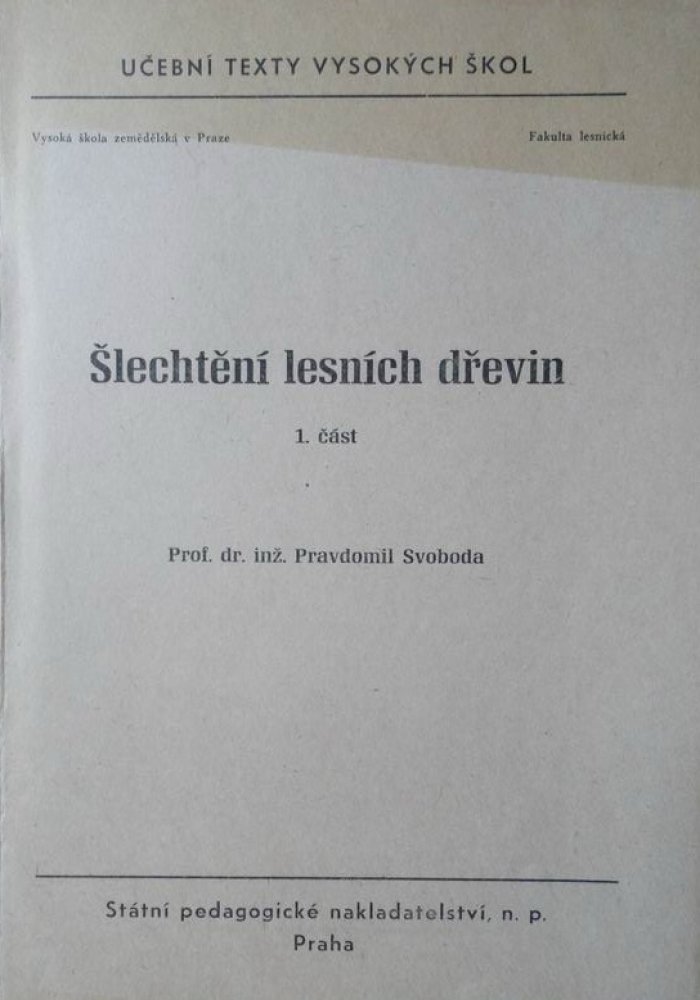 UČEBNÍ TEXTY VYSOKÝCH ŠKOL
Vysoká škola zemědělská v Praze Fakulta lesnická
Šlechtění lesních dřevin
1. část
Prof. dr. inž. Pravdomil Svoboda
Státní pedagogické nakladatelství, n. p.
Praha